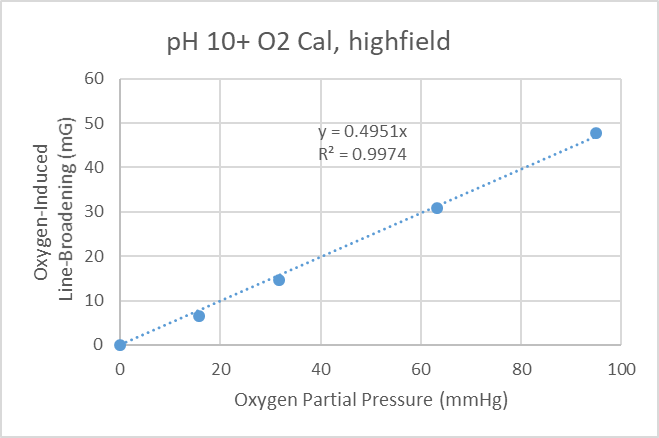 pH 10+ O2 Cal, highfield
Oxygen-Induced
Line-Broadening (mG)
60
50
40
30
20
10
0
y = 0.4951x
R² = 0.9974
0 20 40 60 80 100
Oxygen Partial Pressure (mmHg)